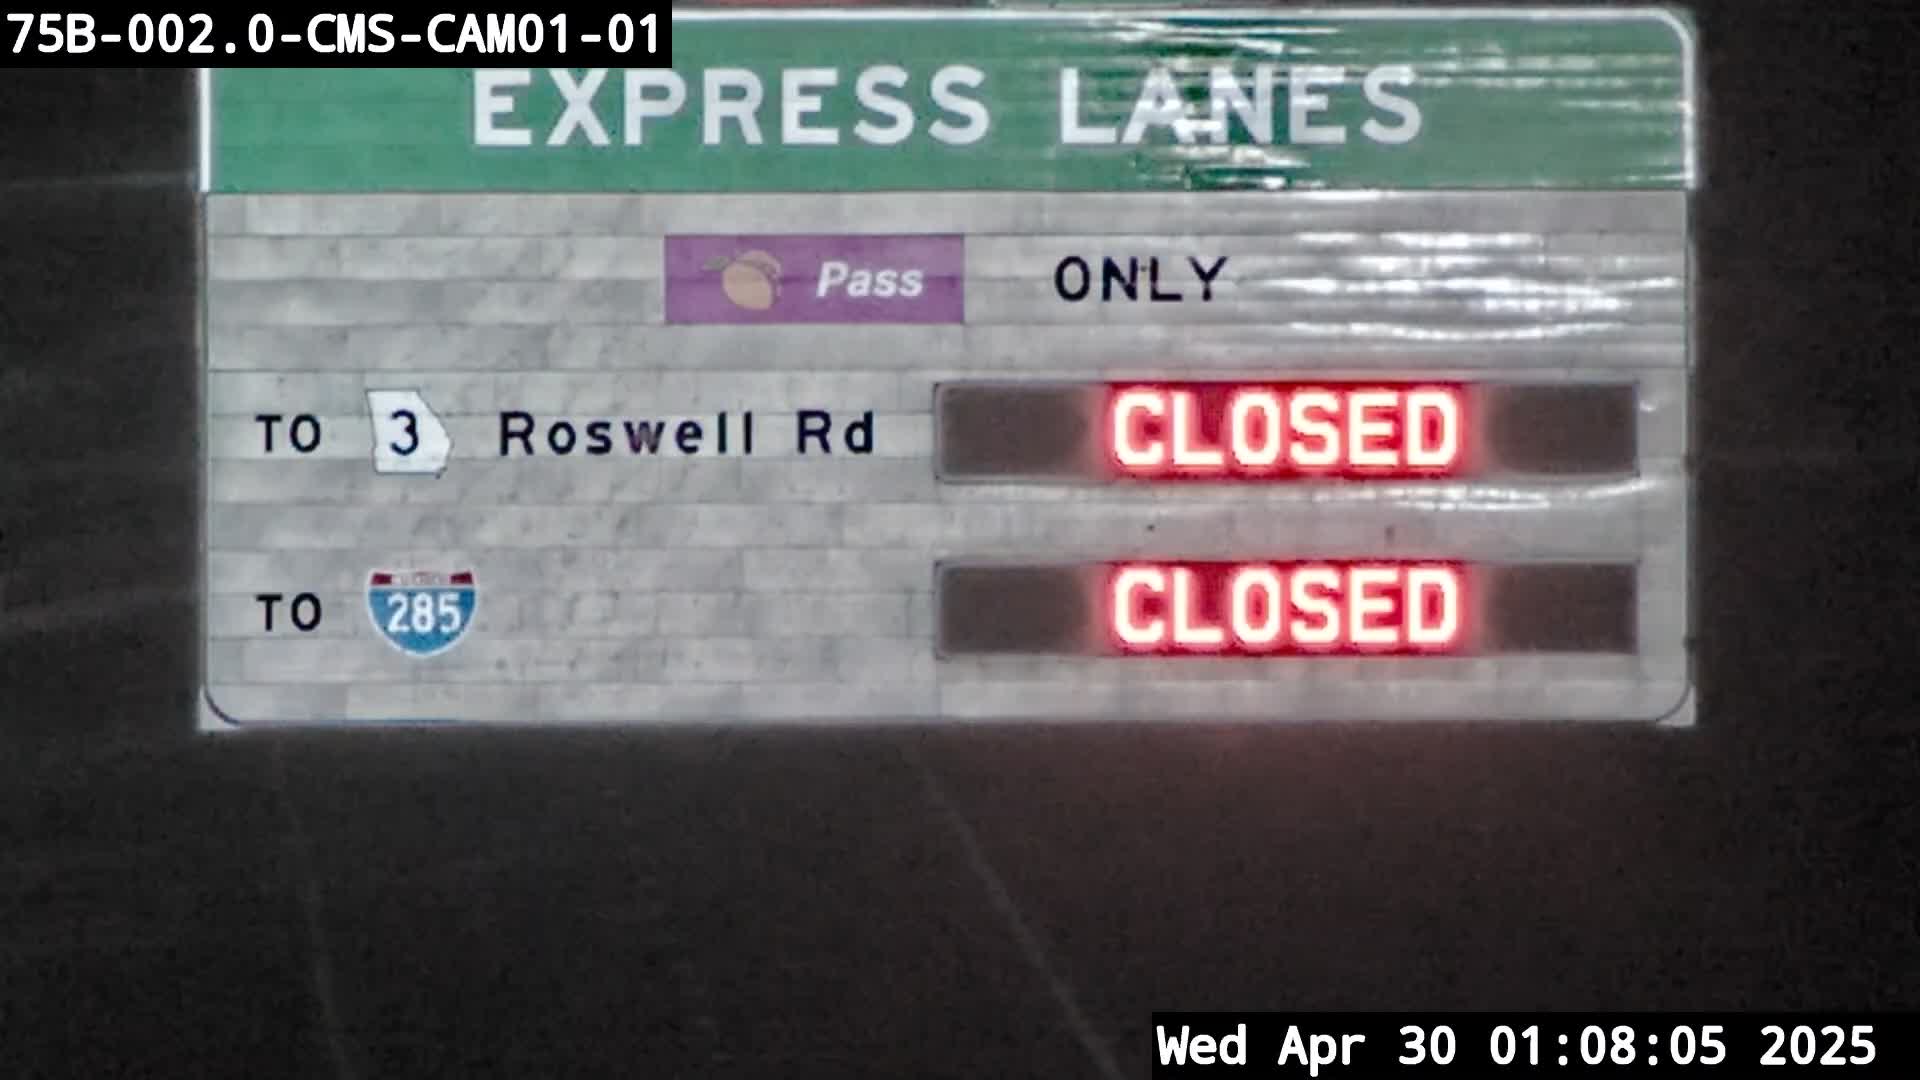 75B-002.0-CMS-CAM01-01
EXPRESS LANES
Pass ONLY
TO 3 Roswell Rd CLOSED
TO 285 CLOSED
Wed Apr 30 01:08:05 2025